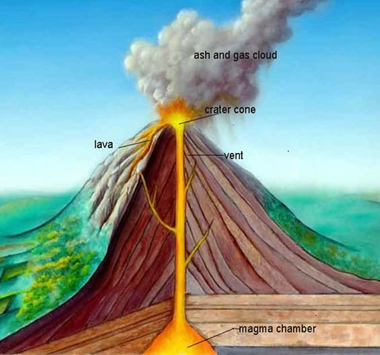 ash and gas cloud
crater cone
lava
vent
magma chamber